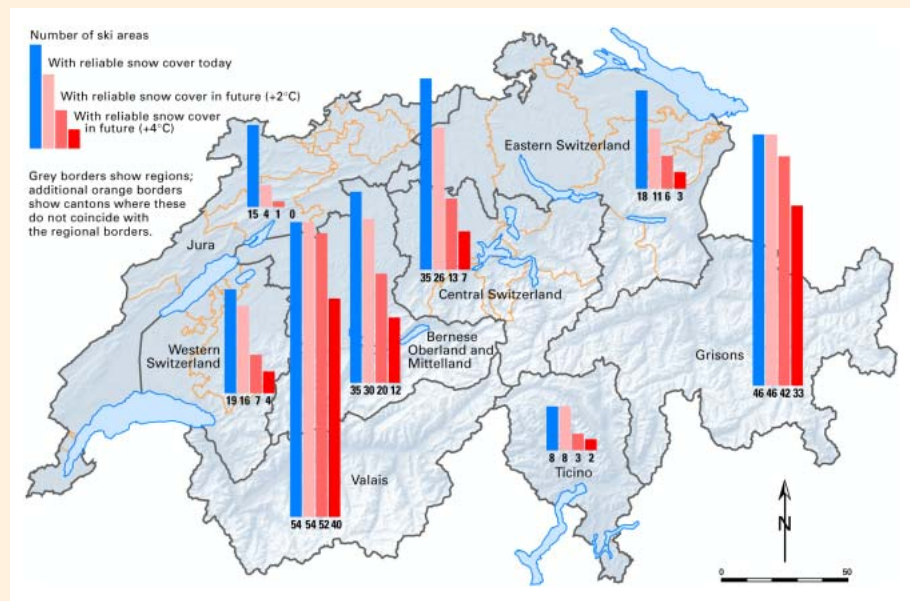 Number of ski areas
With reliable snow cover today
With reliable snow cover in future (+2°C)
With reliable snow cover
in future (+4°C)
Grey borders show regions;
additional orange borders
show cantons where these
do not coincide with
the regional borders.
Eastern Switzerland
18 11 6 3
15 4 1 0
Jura
35 26 13 7
Central Switzerland
Western
Switzerland
19 16 7 4
Bernese
Oberland and
Mittelland
35 30 20 12
Grisons
46 46 42 33
8 8 3 2
Ticino
Valais
54 54 52 40
N
0 50